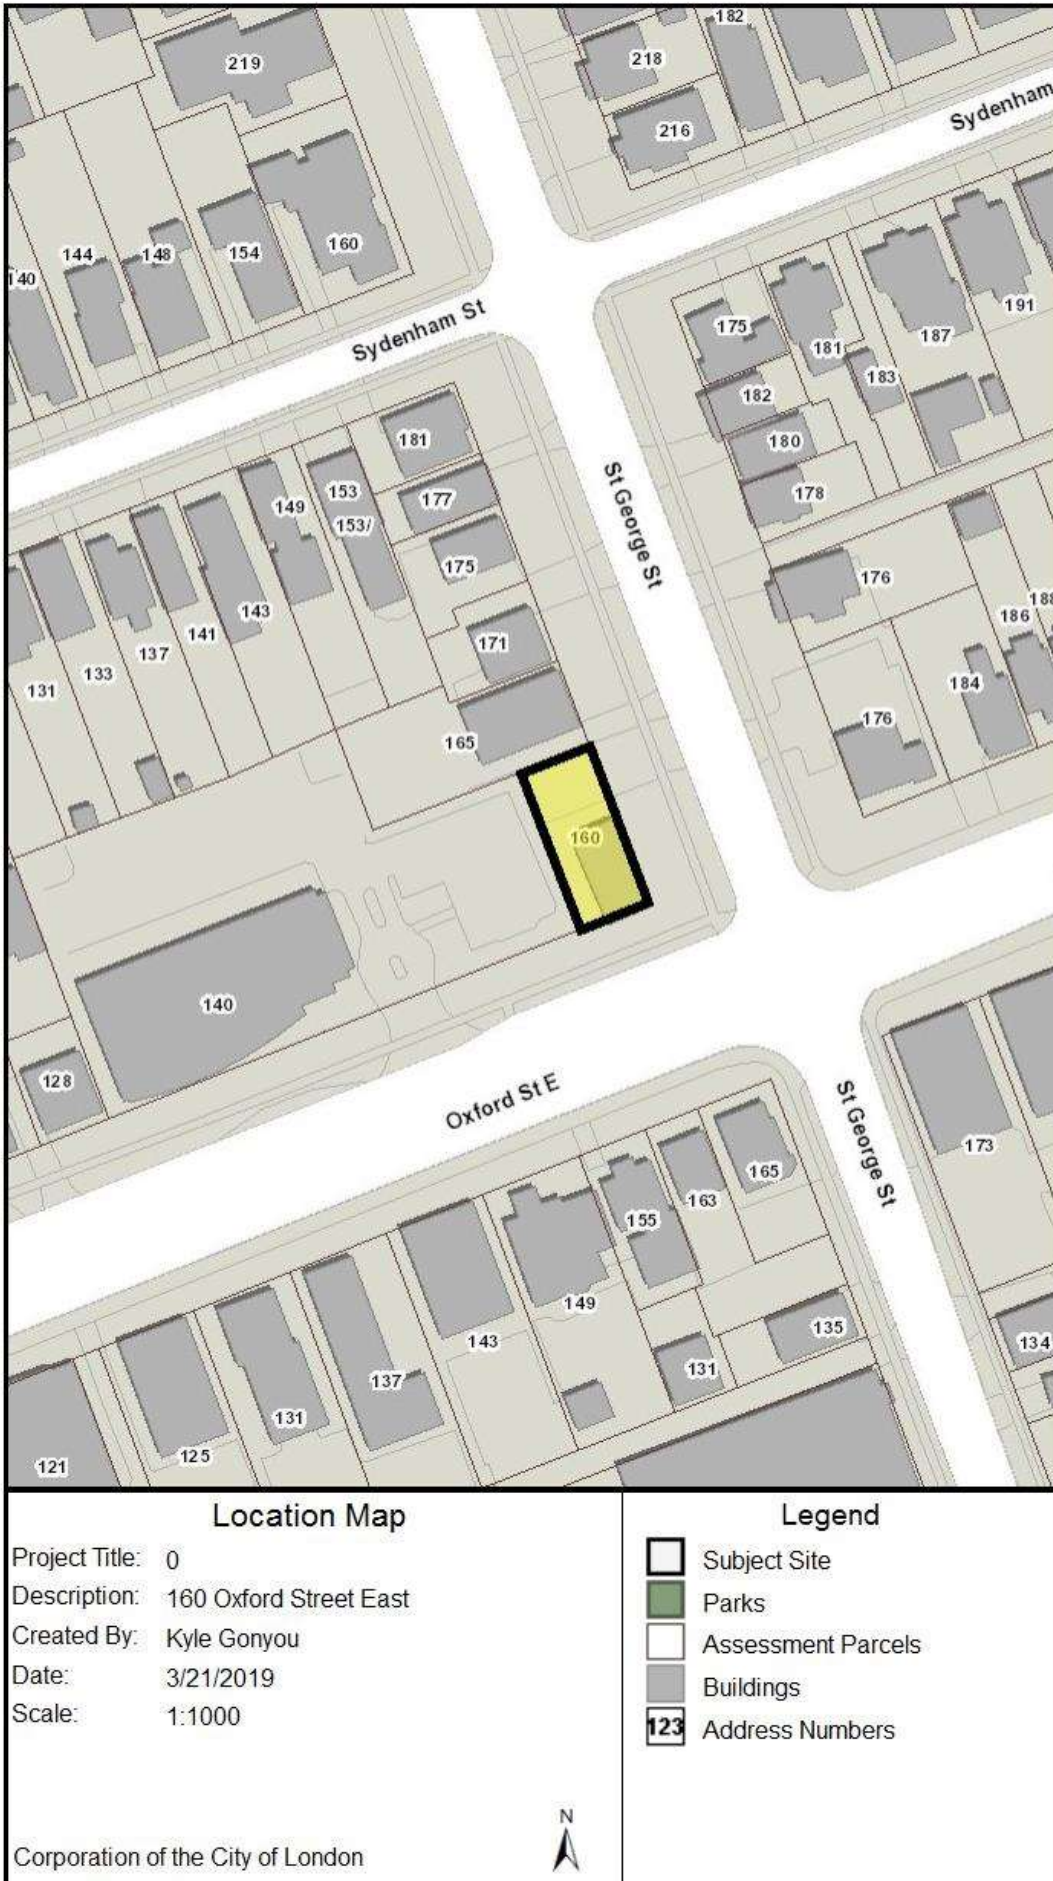 182
219
218
Sydenham
216
144
148
154
160
140
Sydenham St
175
181
187
191
183
182
180
178
181
177
175
171
153
153/
149
143
141
137
133
131
St George St
176
188
186
184
176
165
160
140
128
Oxford St E
St George St
173
165
163
155
149
143
137
131
125
121
135
131
134
Location Map
Project Title: 0
Description: 160 Oxford Street East
Created By: Kyle Gonyou
Date: 3/21/2019
Scale: 1:1000
N
Corporation of the City of London
Legend
Subject Site
Parks
Assessment Parcels
Buildings
123 Address Numbers